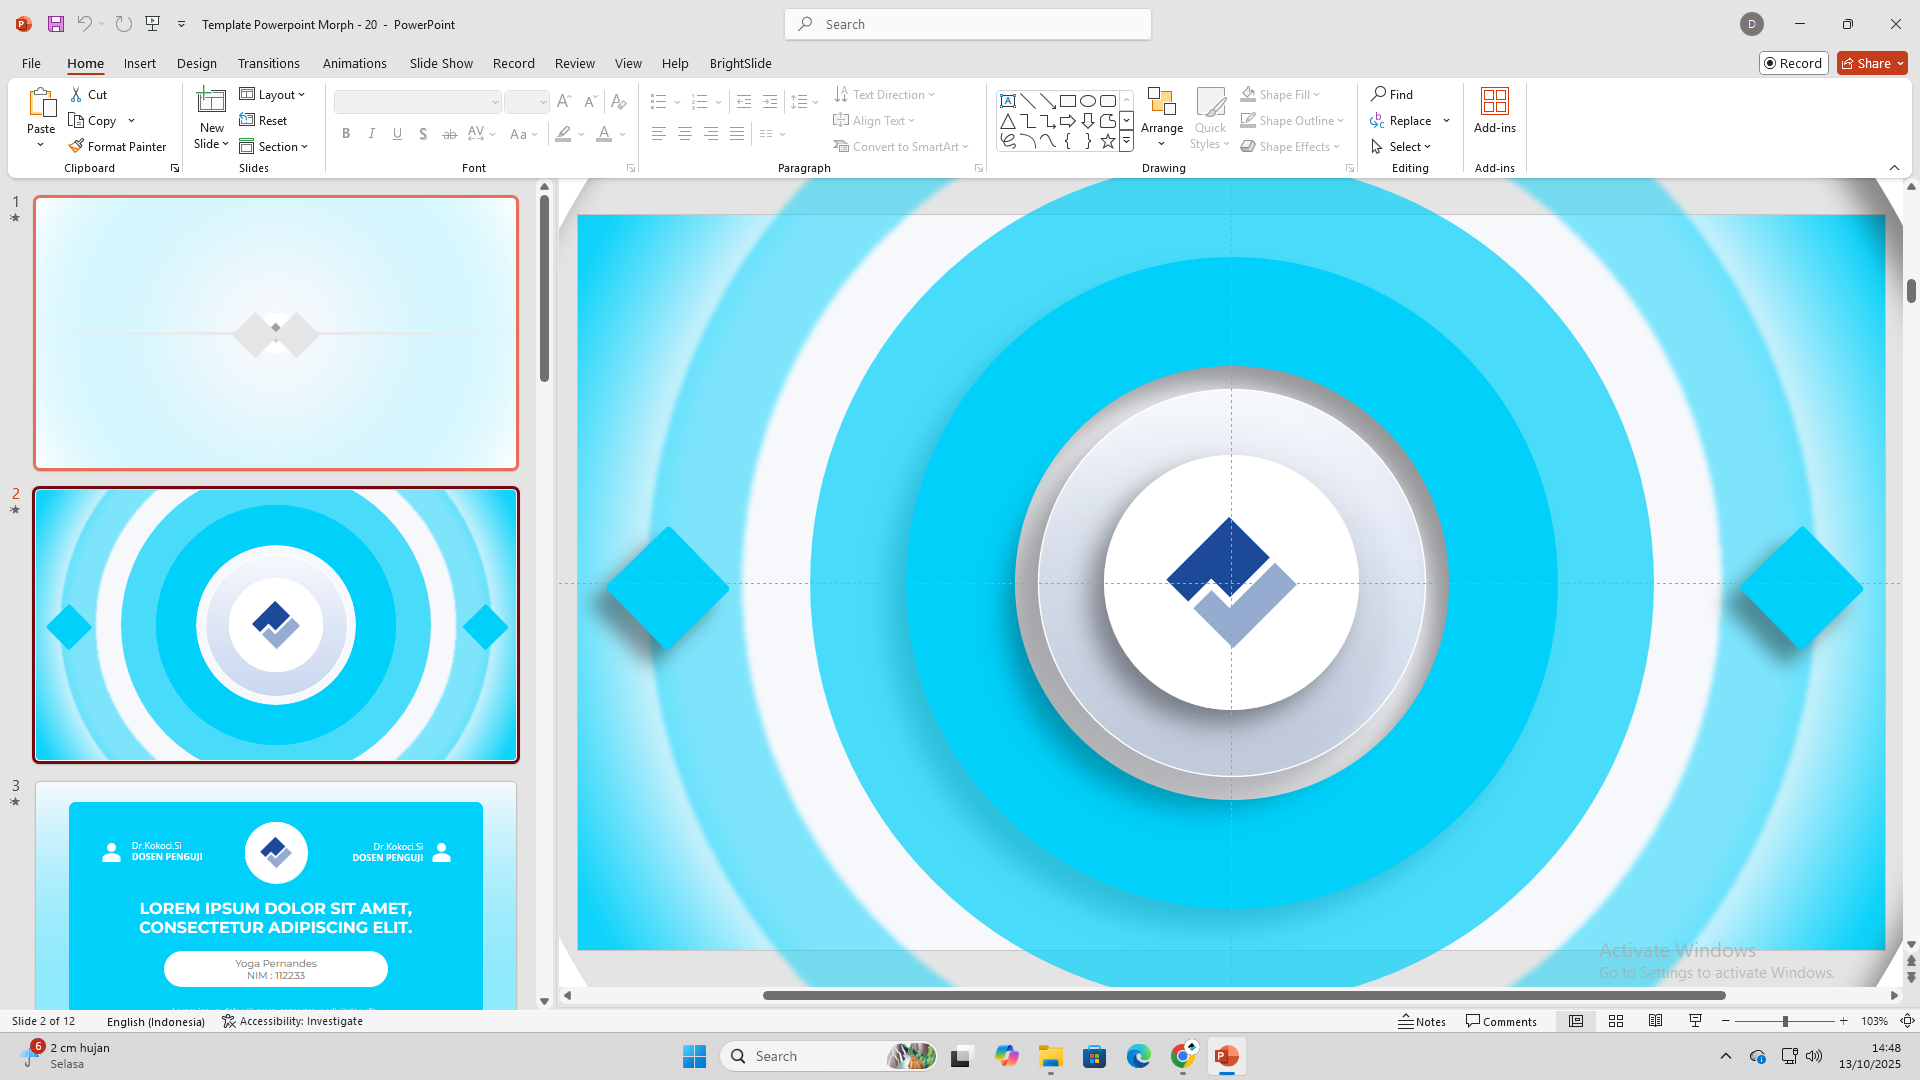 Template Powerpoint Morph - 20 - PowerPoint
Search
D
File
Home
Insert
Design
Transitions
Animations
Slide Show
Record
Review
View
Help
BrightSlide
Record
Share
Paste
Cut
Copy
Format Painter
Clipboard
New Slide
Layout
Reset
Section
Slides
Font
Paragraph
Text Direction
Align Text
Convert to SmartArt
Arrange
Quick Styles
Shape Fill
Shape Outline
Shape Effects
Drawing
Find
Replace
Select
Editing
Add-ins
Add-ins
1
2
3
Dr.Kokoci.Si
DOSEN PENGUJI
Dr.Kokoci.Si
DOSEN PENGUJI
LOREM IPSUM DOLOR SIT AMET,
CONSECTETUR ADIPISCING ELIT.
Yoga Pernandes
NIM : 112233
Activate Windows
Go to Settings to activate Windows.
Slide 2 of 12
English (Indonesia)
Accessibility: Investigate
Notes
Comments
103%
6
2 cm hujan
Selasa
Search
14:48
13/10/2025